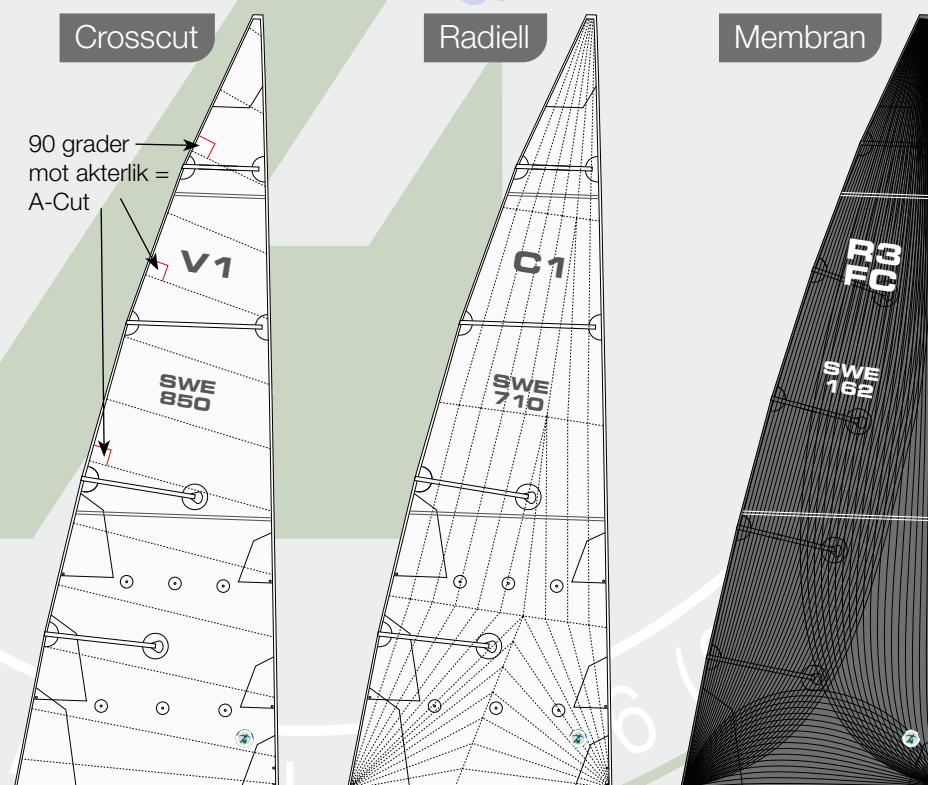 Crosscut
Radiell
Membran
90 grader
mot akterlik =
A-Cut
V1
SWE
850
C1
SWE
710
R3
FC
SWE
162